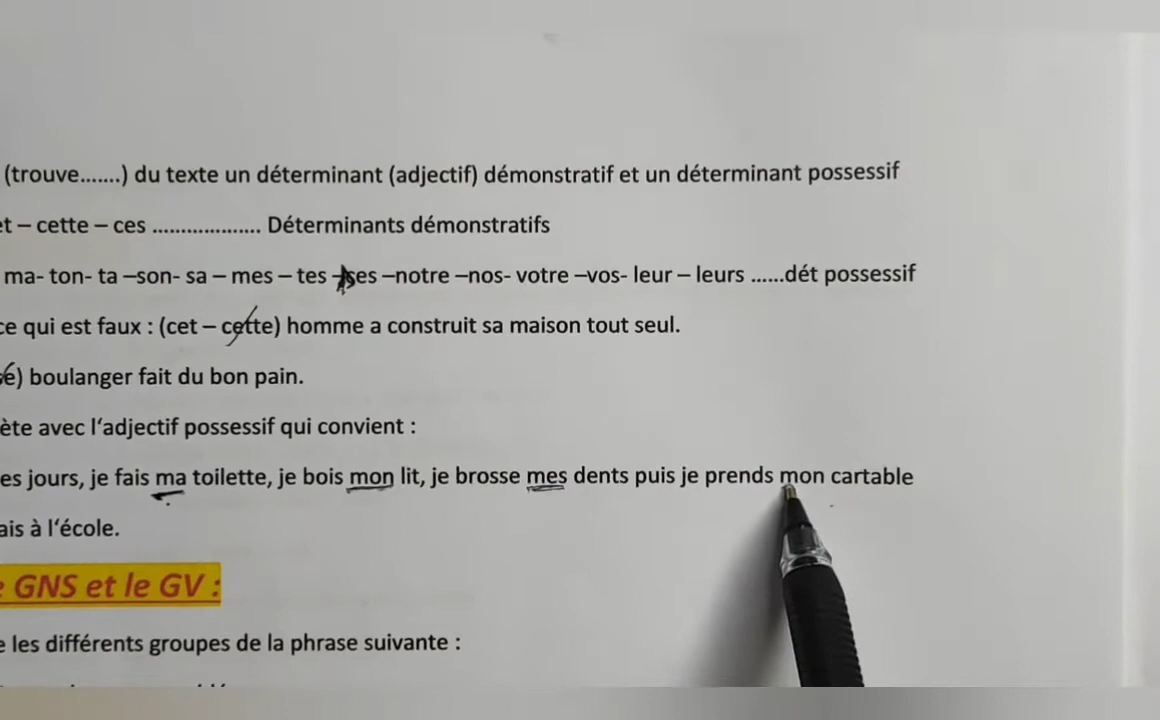 (trouve.......) du texte un déterminant (adjectif) démonstratif et un déterminant possessif
et – cette – ces ................... Déterminants démonstratifs
ma- ton- ta –son- sa – mes – tes –ses –notre –nos- votre –vos- leur – leurs ......dét possessif
ce qui est faux : (cet – cette) homme a construit sa maison tout seul.
) boulanger fait du bon pain.
ète avec l'adjectif possessif qui convient :
es jours, je fais ma toilette, je bois mon lit, je brosse mes dents puis je prends mon cartable
ais à l'école.
GNS et le GV :
e les différents groupes de la phrase suivante :